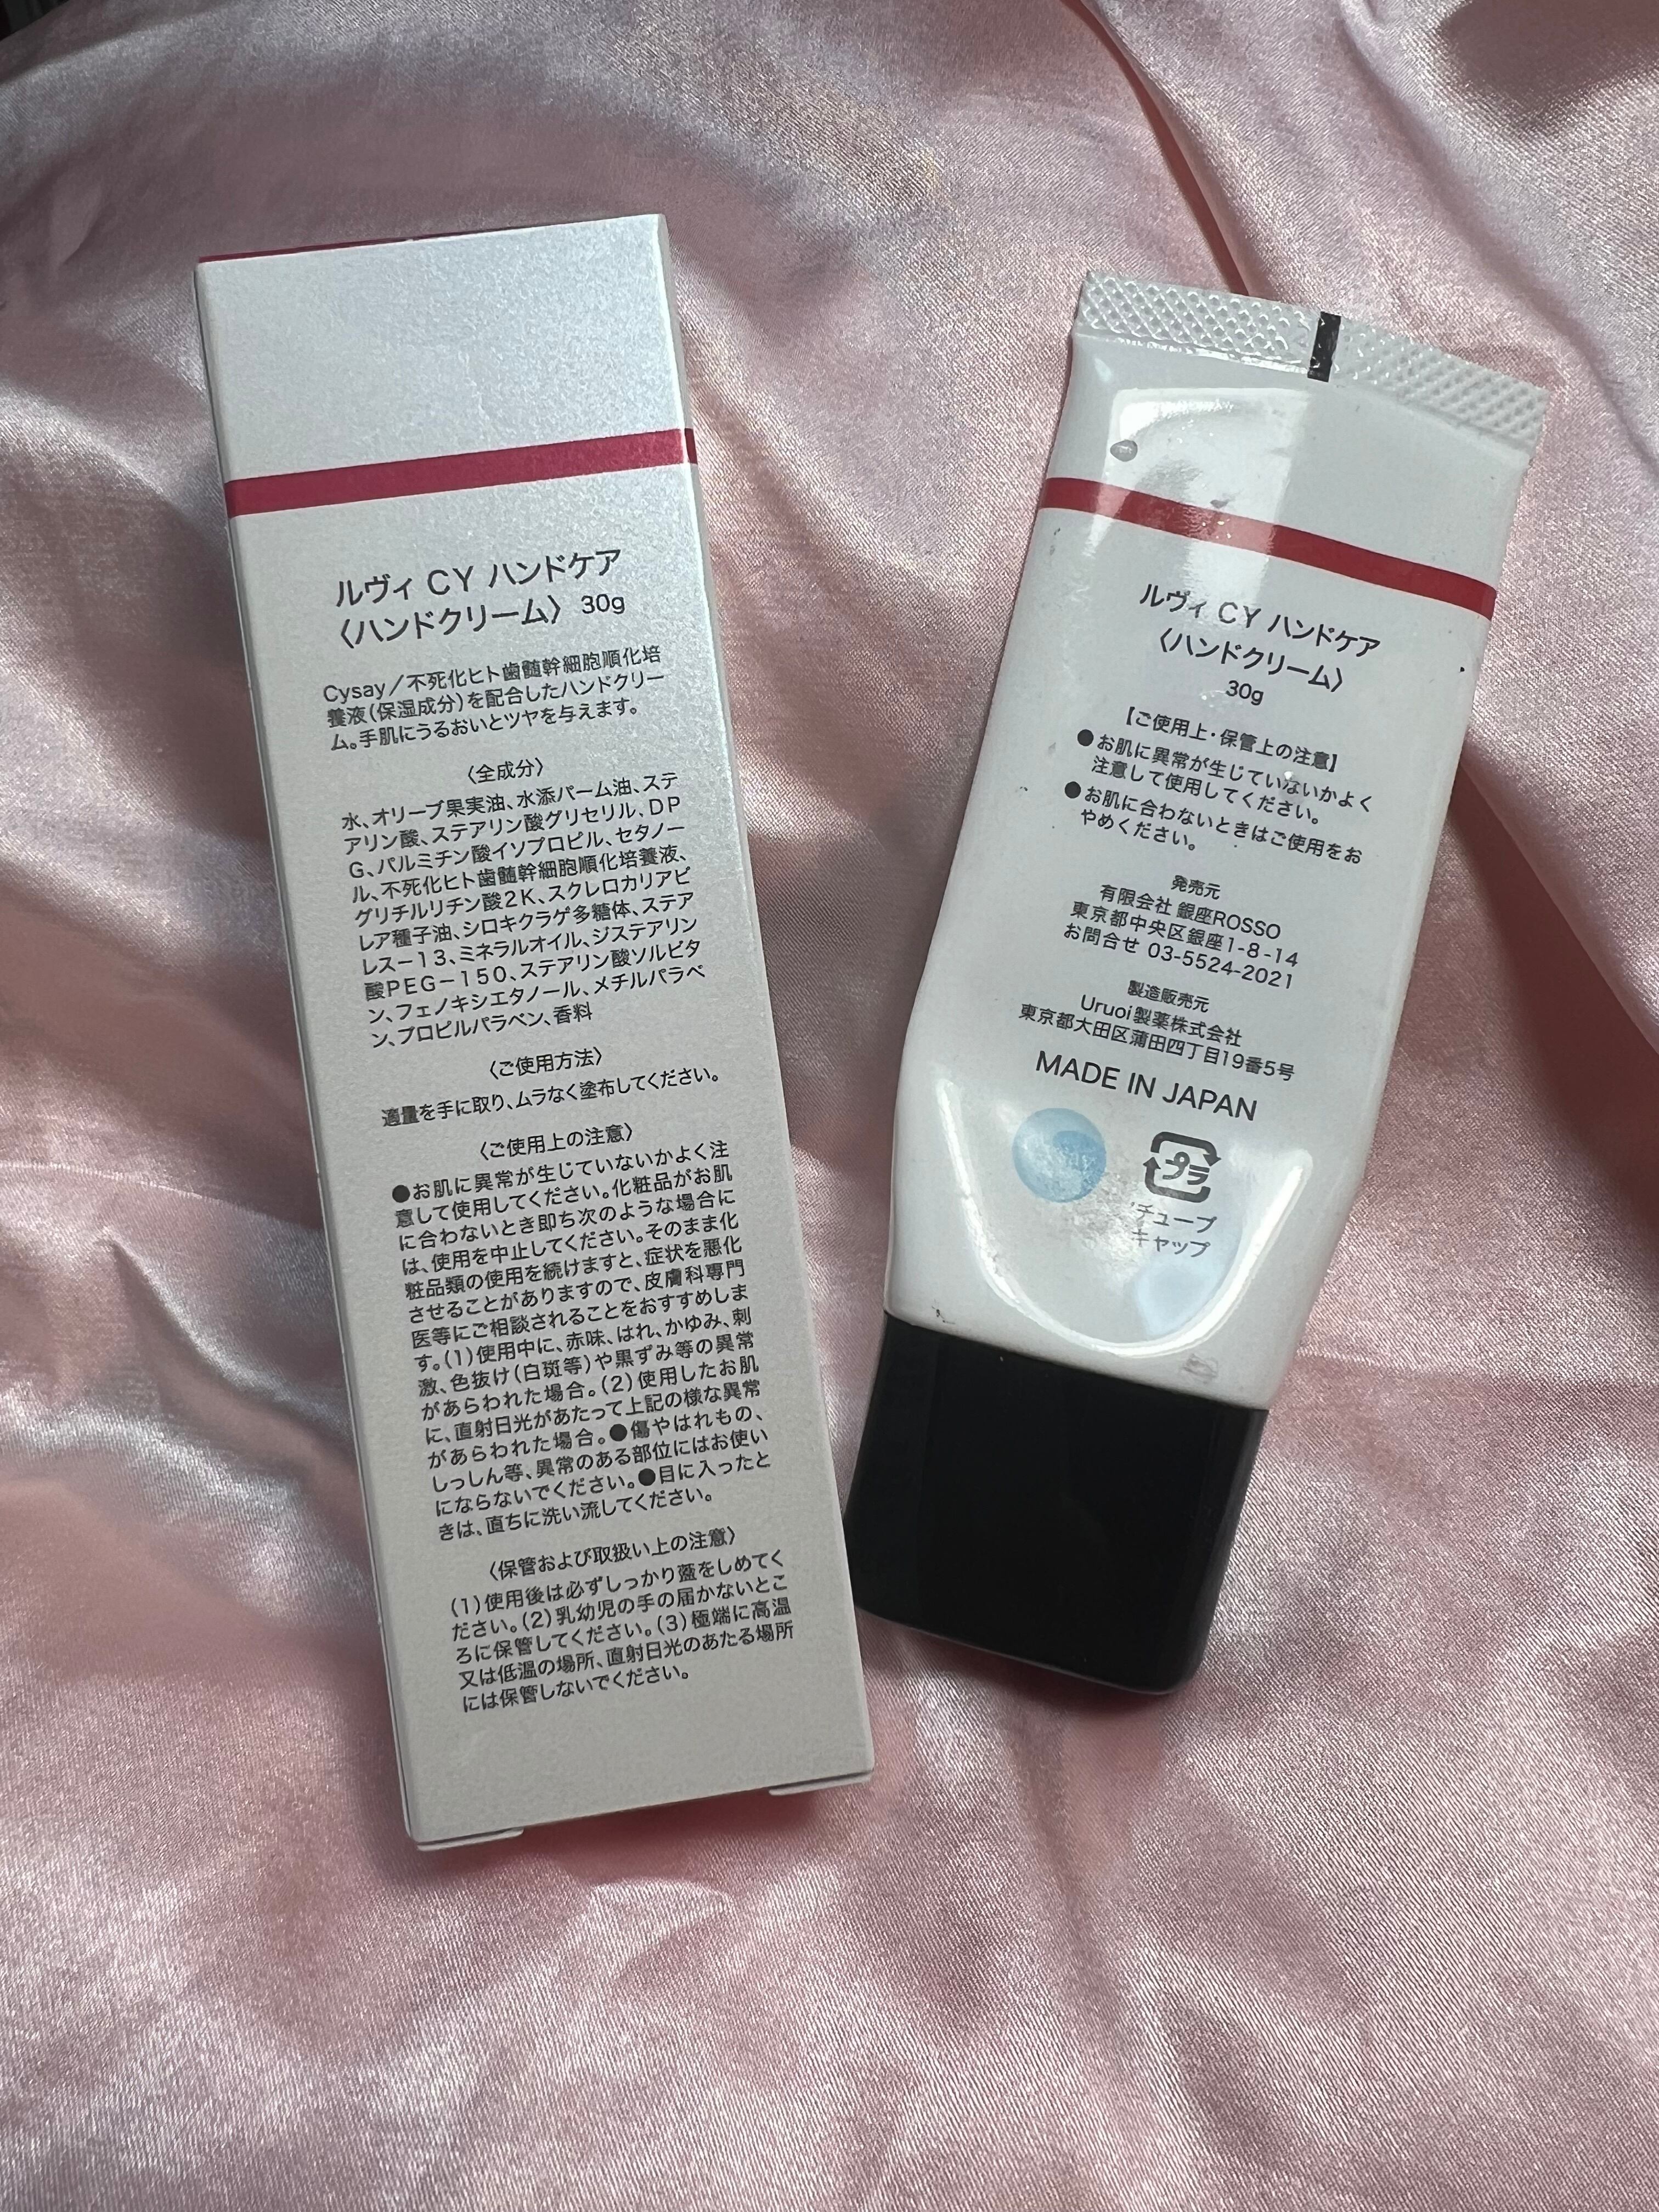 ルヴィ CY ハンドケア
〈ハンドクリーム〉 30g
Cysay／不死化ヒト歯髄幹細胞順化培
養液(保湿成分)を配合したハンドクリー
ム。手肌にうるおいとツヤを与えます。
〈全成分〉
水、オリーブ果実油、水添パーム油、ステ
アリン酸、ステアリン酸グリセリル、DP
G、パルミチン酸イソプロピル、セタノー
ル、不死化ヒト歯髄幹細胞順化培養液、
グリチルリチン酸2K、スクレロカリアビ
レア種子油、シロキクラゲ多糖体、ステア
レス－13、ミネラルオイル、ジステアリン
酸PEG－150、ステアリン酸ソルビタ
ン、フェノキシエタノール、メチルパラベ
ン、プロピルパラベン、香料
〈ご使用方法〉
適量を手に取り、ムラなく塗布してください。
〈ご使用上の注意〉
●お肌に異常が生じていないかよく注
意して使用してください。化粧品がお肌
に合わないとき即ち次のような場合に
は、使用を中止してください。そのまま化
粧品類の使用を続けますと、症状を悪化
させることがありますので、皮膚科専門
医等にご相談されることをおすすめしま
す。(1)使用中に、赤味、はれ、かゆみ、刺
激、色抜け(白斑等)や黒ずみ等の異常
があらわれた場合。(2)使用したお肌
に、直射日光があたって上記の様な異常
があらわれた場合。●傷やはれもの、
しっしん等、異常のある部位にはお使い
にならないでください。●目に入ったと
きは、直ちに洗い流してください。
〈保管および取扱い上の注意〉
(1)使用後は必ずしっかり蓋をしめてく
ださい。(2)乳幼児の手の届かないとこ
ろに保管してください。(3)極端に高温
又は低温の場所、直射日光のあたる場所
には保管しないでください。
ルヴィ CY ハンドケア
〈ハンドクリーム〉
30g
【ご使用上・保管上の注意】
●お肌に異常が生じていないかよく
注意して使用してください。
●お肌に合わないときはご使用をお
やめください。
発売元
有限会社 銀座ROSSO
東京都中央区銀座1-8-14
お問合せ 03-5524-2021
製造販売元
Uruoi製薬株式会社
東京都大田区蒲田四丁目19番5号
MADE IN JAPAN
プラ
チューブ
キャップ